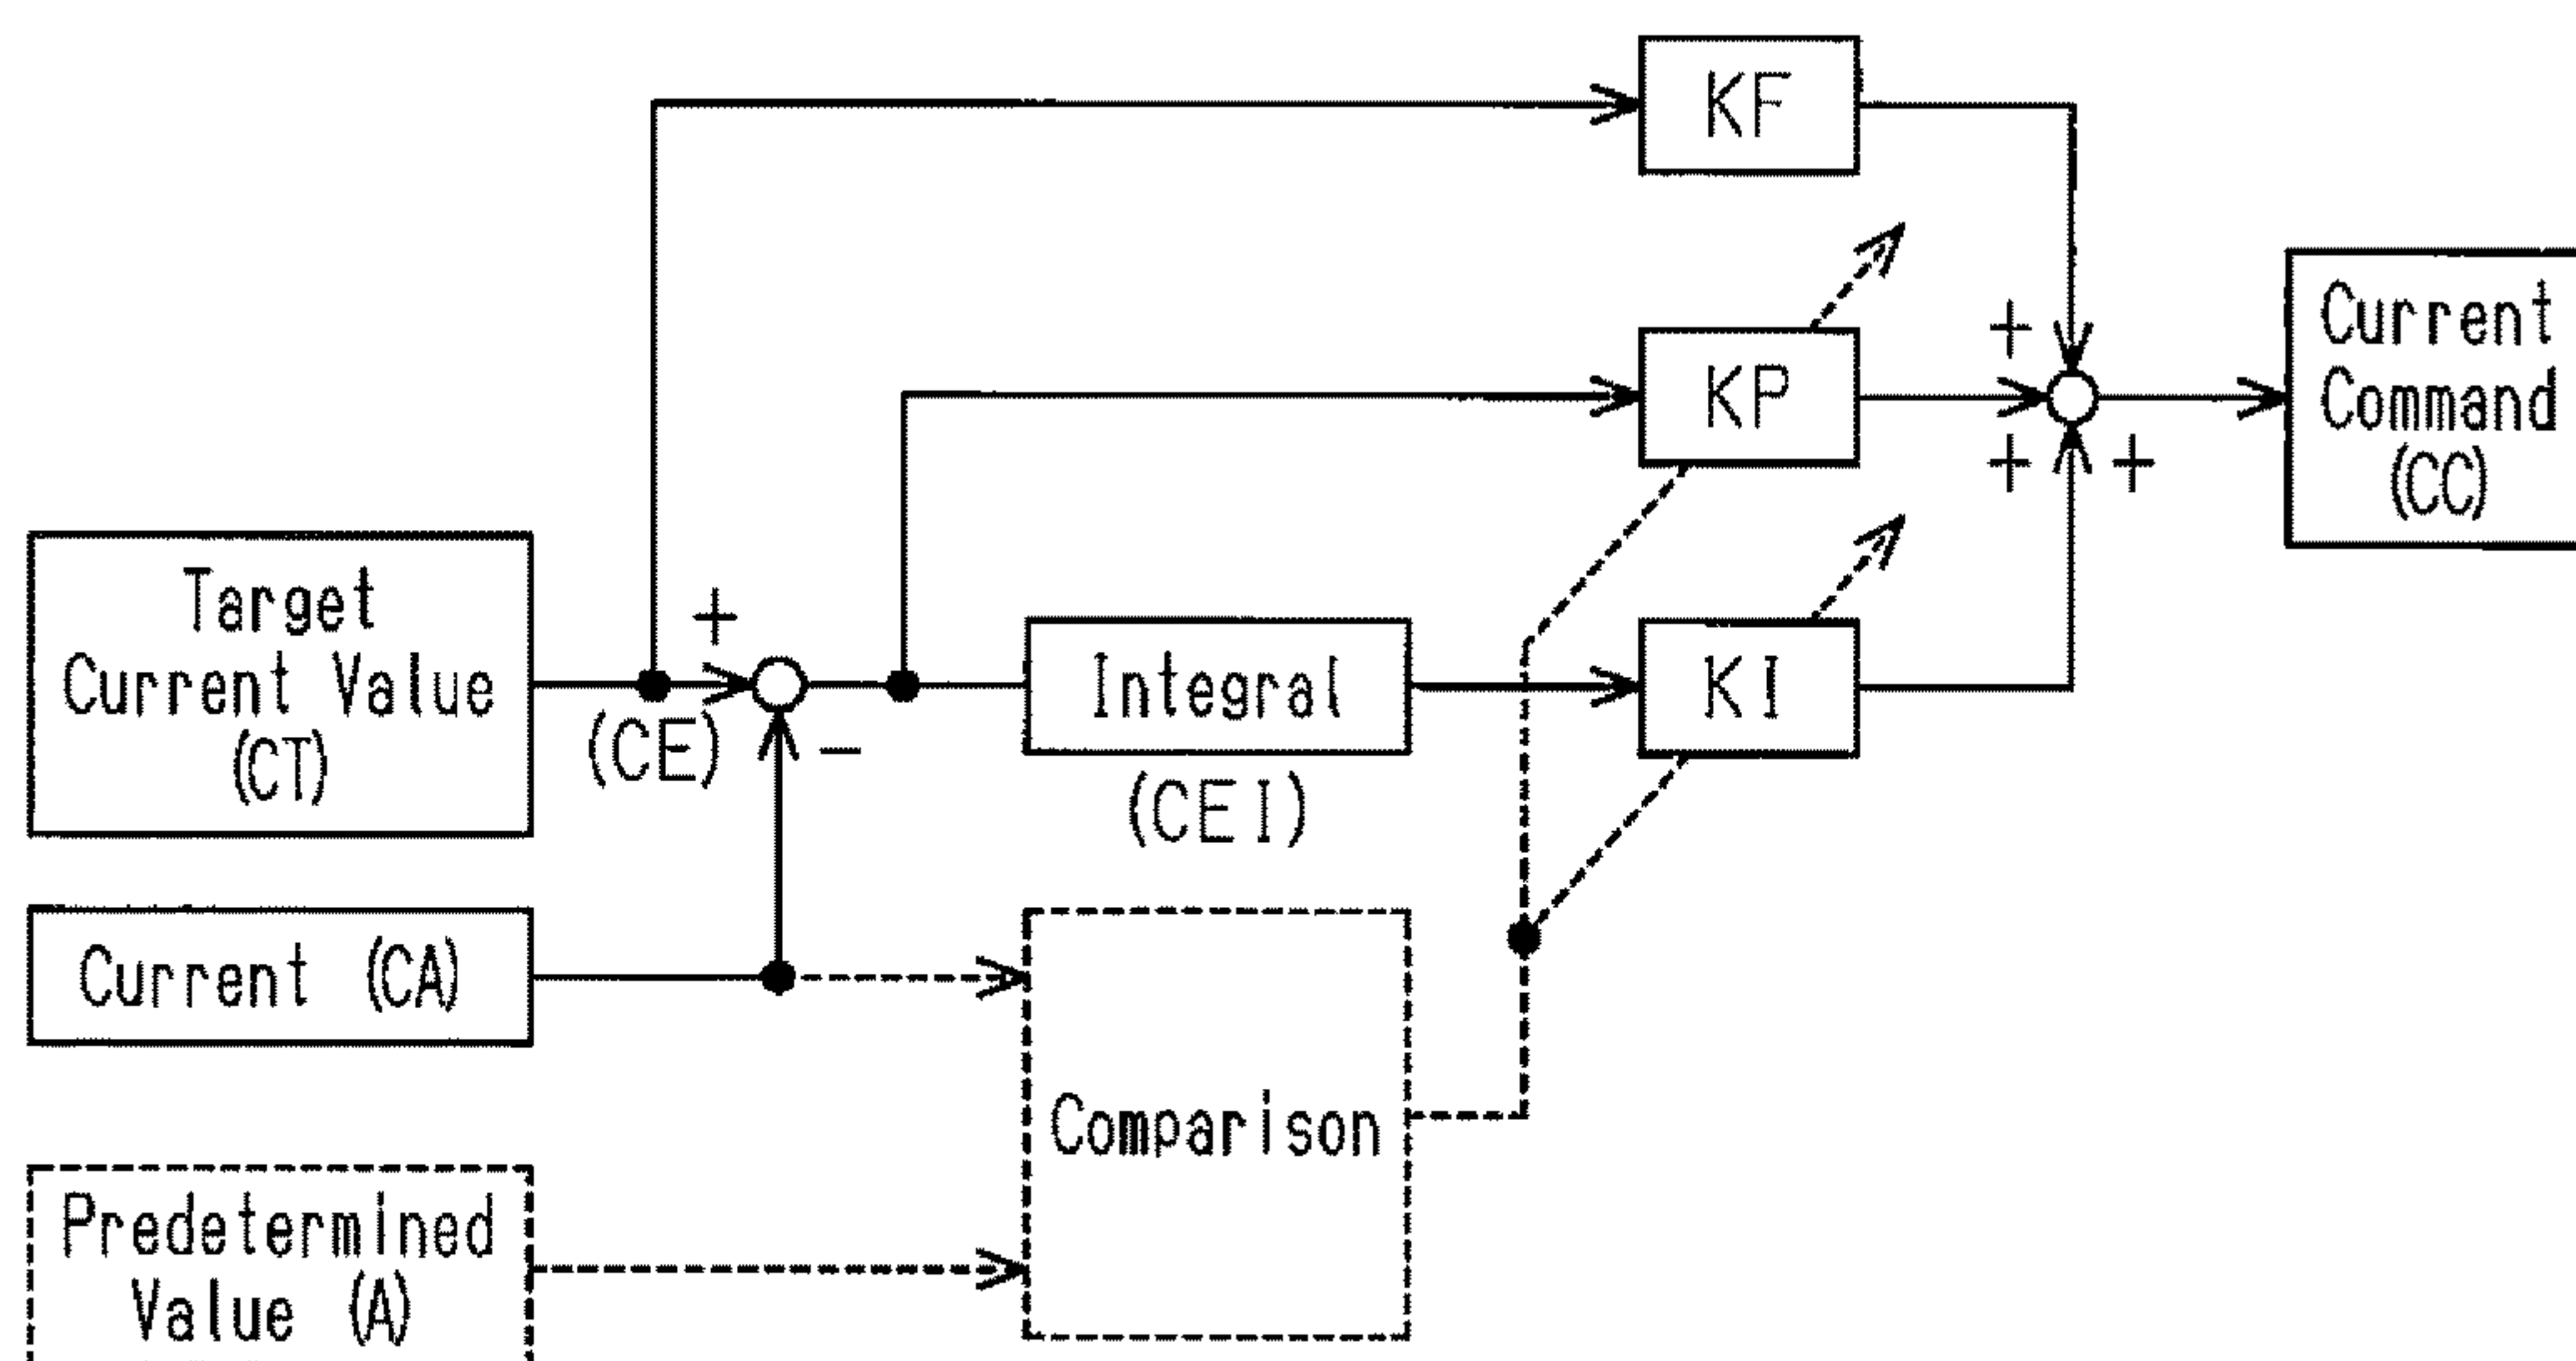 KF
KP
+
+
+
Current
Command
(CC)
Target
Current Value
(CT)
+
(CE)
−
Integral
(CEI)
KI
Current (CA)
Comparison
Predetermined
Value (A)